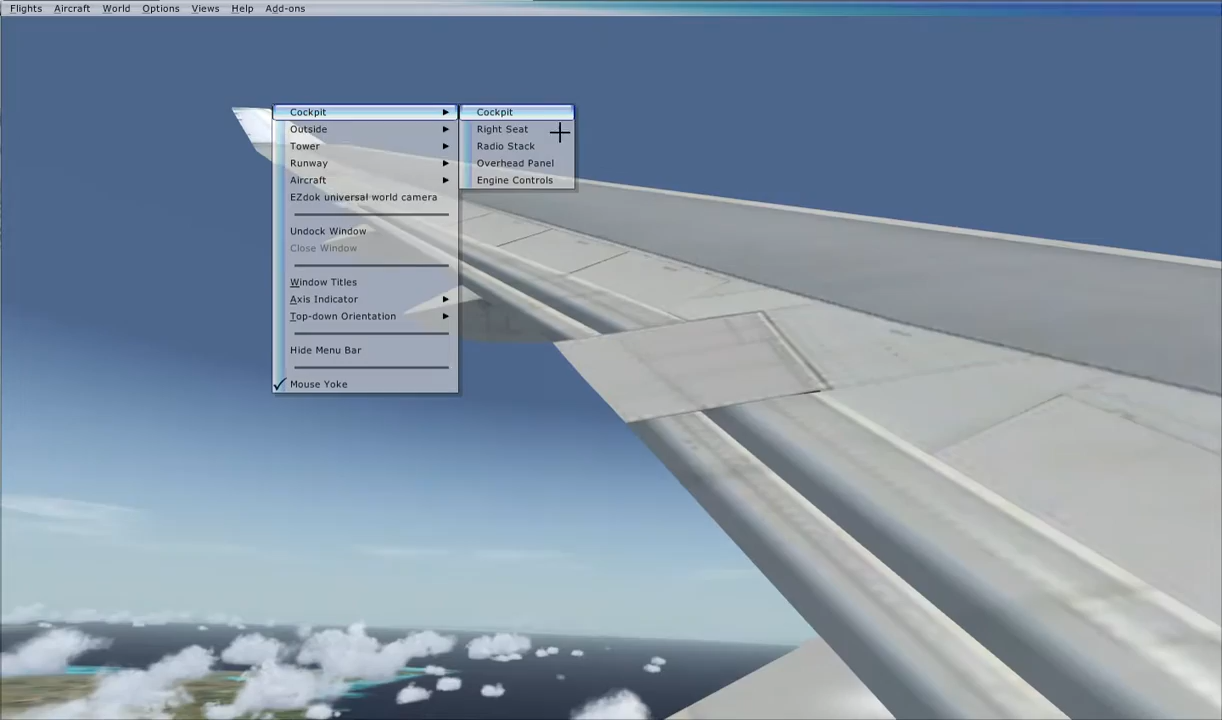 Flights Aircraft World Options Views Help Add-ons
Cockpit
Outside
Tower
Runway
Aircraft
EZdok universal world camera
Undock Window
Close Window
Window Titles
Axis Indicator
Top-down Orientation
Hide Menu Bar
Mouse Yoke
Cockpit
Right Seat
Radio Stack
Overhead Panel
Engine Controls